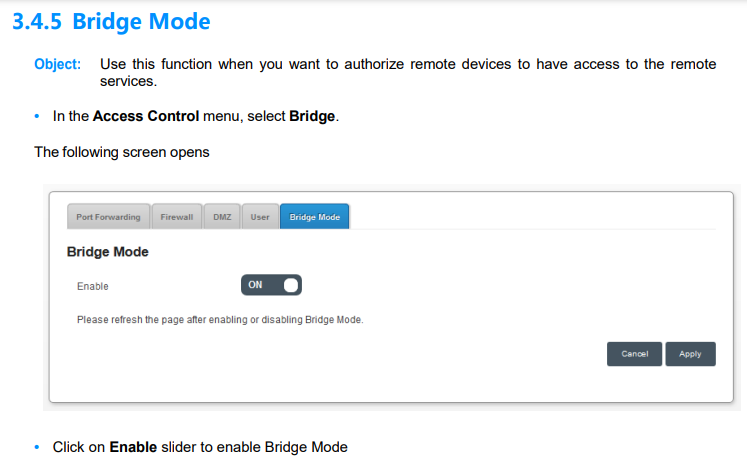 3.4.5 Bridge Mode
Object: Use this function when you want to authorize remote devices to have access to the remote
services.
• In the Access Control menu, select Bridge.
The following screen opens
Port Forwarding Firewall DMZ User Bridge Mode
Bridge Mode
Enable ON
Please refresh the page after enabling or disabling Bridge Mode.
Cancel Apply
• Click on Enable slider to enable Bridge Mode